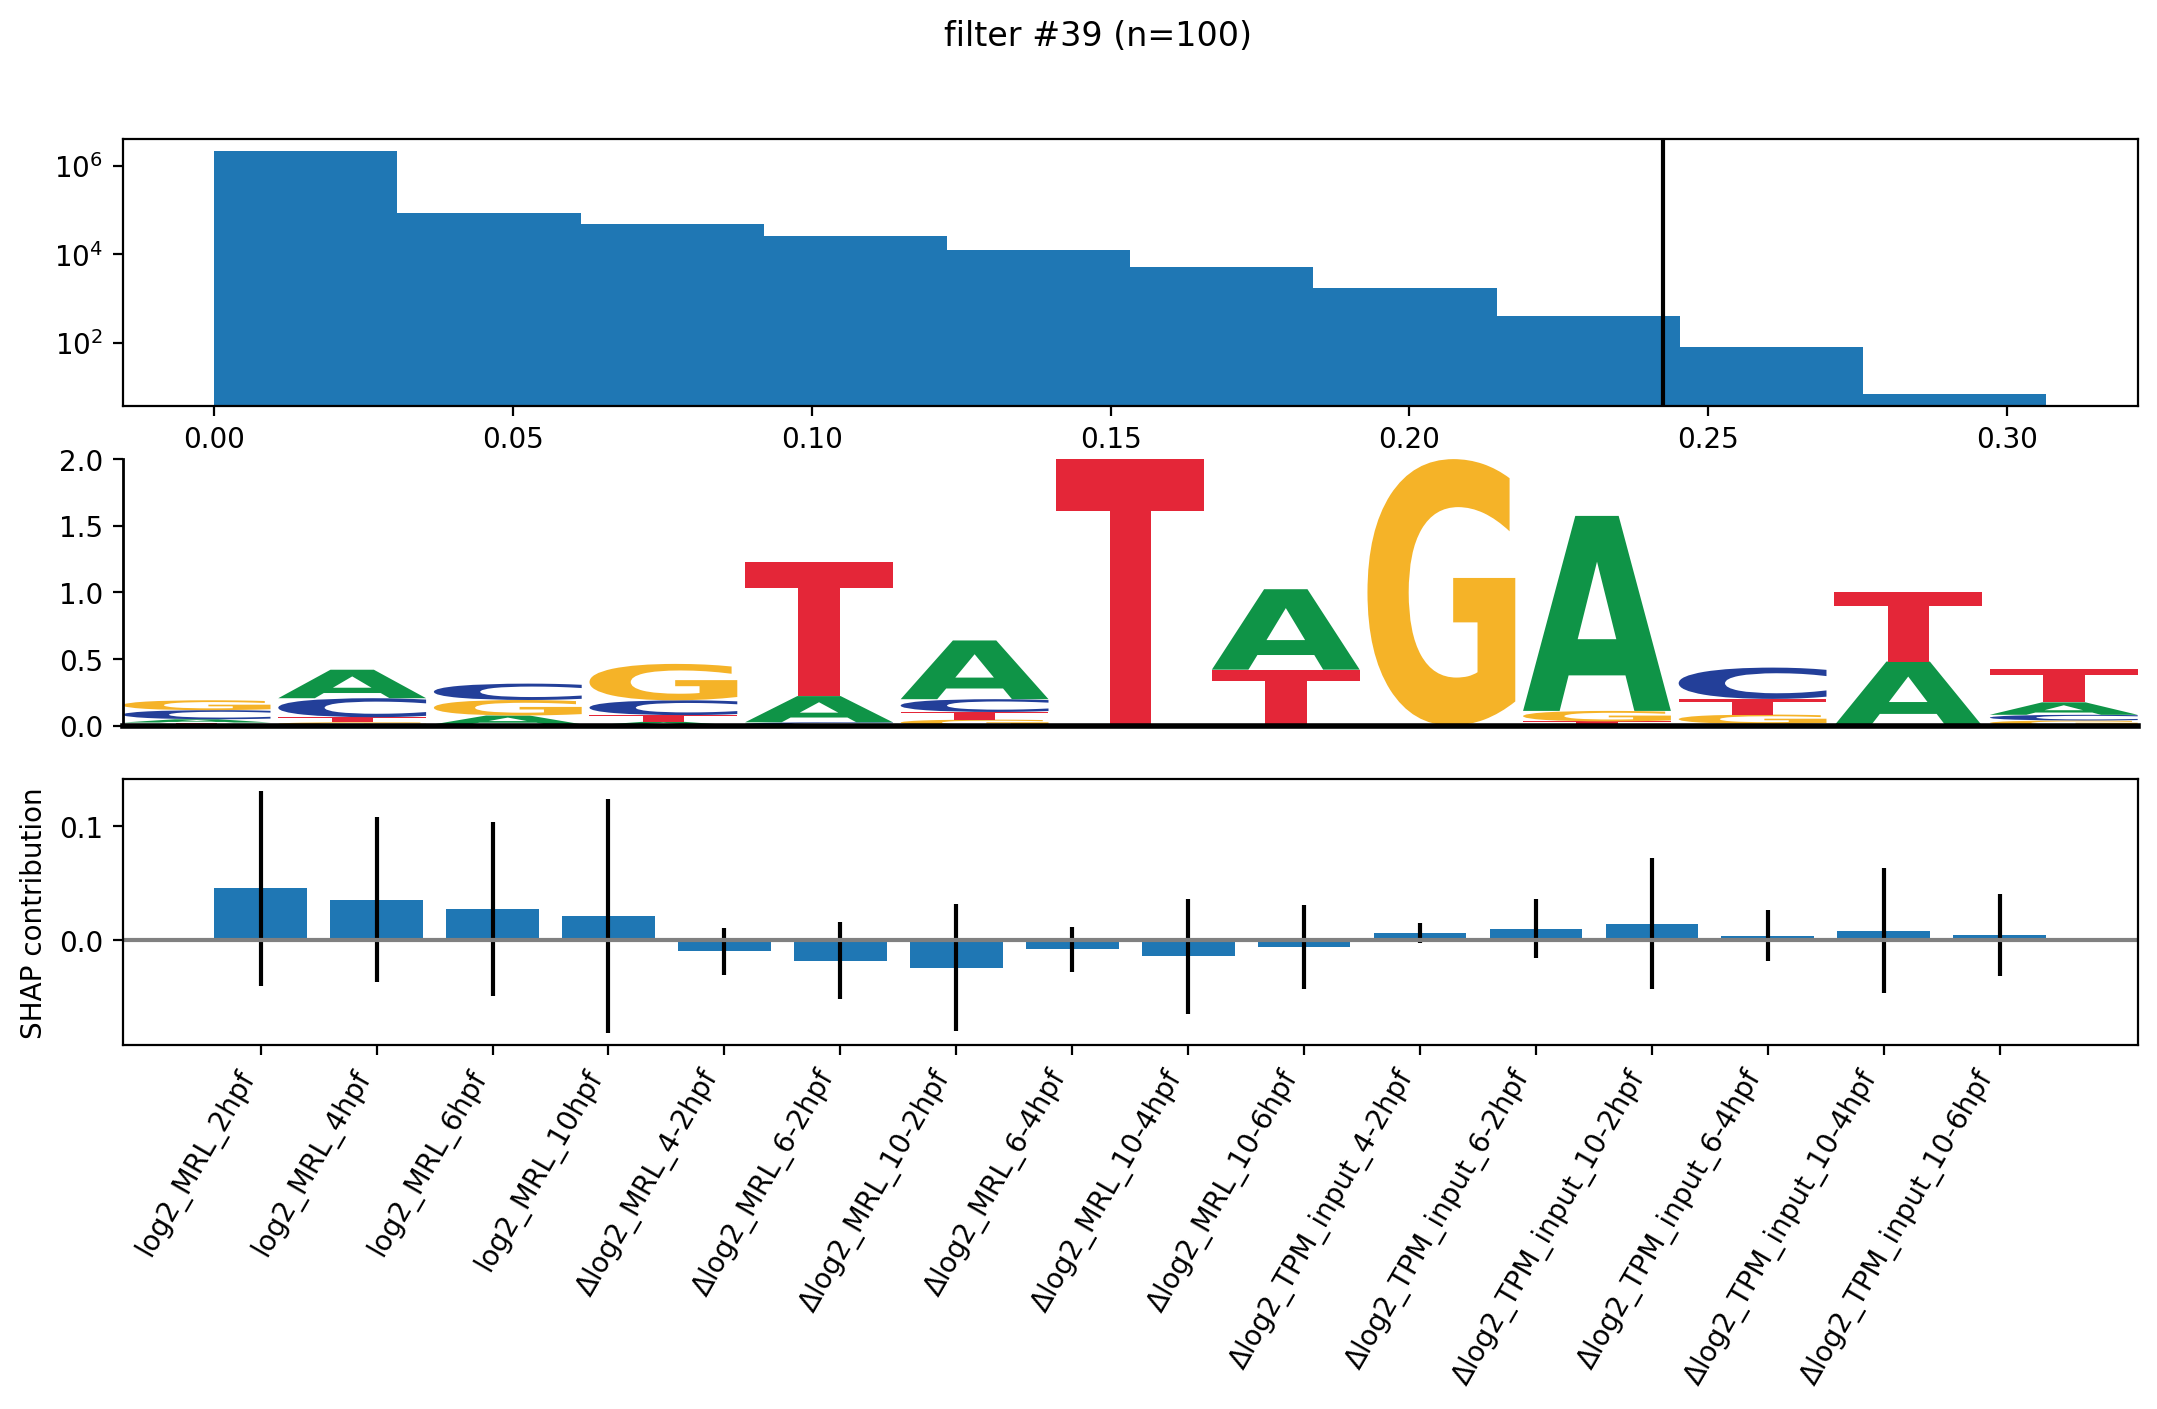 filter #39 (n=100)
10⁶
10⁴
10²
0.00 0.05 0.10 0.15 0.20 0.25 0.30
2.0
1.5
1.0
0.5
0.0
SHAP contribution
0.1
0.0
log2_MRL_2hpf
log2_MRL_4hpf
log2_MRL_6hpf
log2_MRL_10hpf
Δlog2_MRL_4-2hpf
Δlog2_MRL_6-2hpf
Δlog2_MRL_10-2hpf
Δlog2_MRL_6-4hpf
Δlog2_MRL_10-4hpf
Δlog2_MRL_10-6hpf
Δlog2_TPM_input_4-2hpf
Δlog2_TPM_input_6-2hpf
Δlog2_TPM_input_10-2hpf
Δlog2_TPM_input_6-4hpf
Δlog2_TPM_input_10-4hpf
Δlog2_TPM_input_10-6hpf